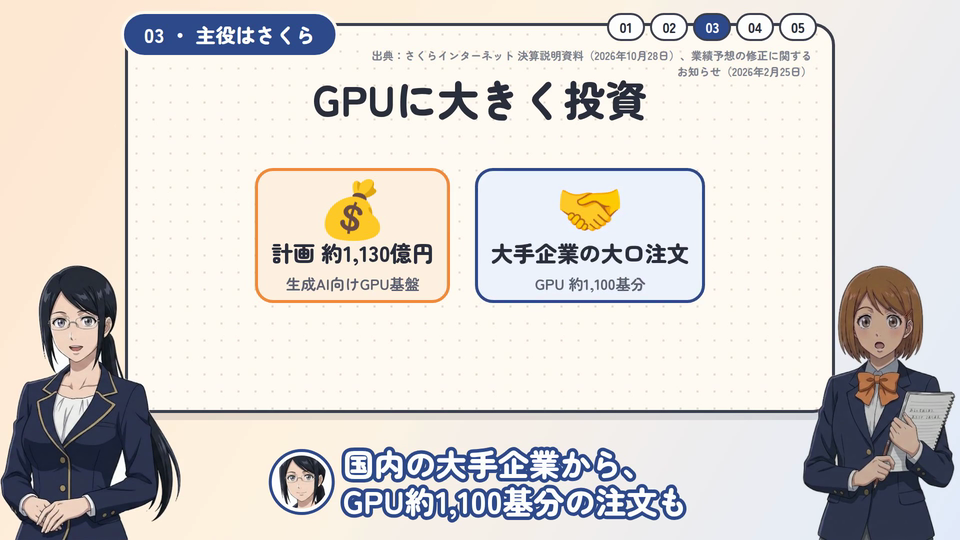 03 ・ 主役はさくら
01 02 03 04 05
出典：さくらインターネット 決算説明資料（2026年10月28日）、業績予想の修正に関する
お知らせ（2026年2月25日）
GPUに大きく投資
計画 約1,130億円
生成AI向けGPU基盤
大手企業の大口注文
GPU 約1,100基分
国内の大手企業から、
GPU約1,100基分の注文も